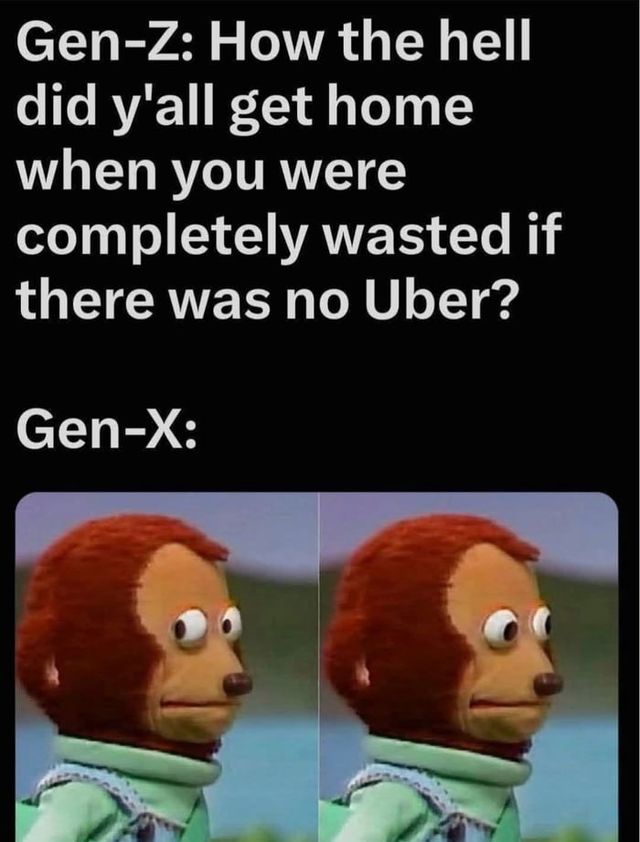 Gen-Z: How the hell
did y'all get home
when you were
completely wasted if
there was no Uber?
Gen-X: